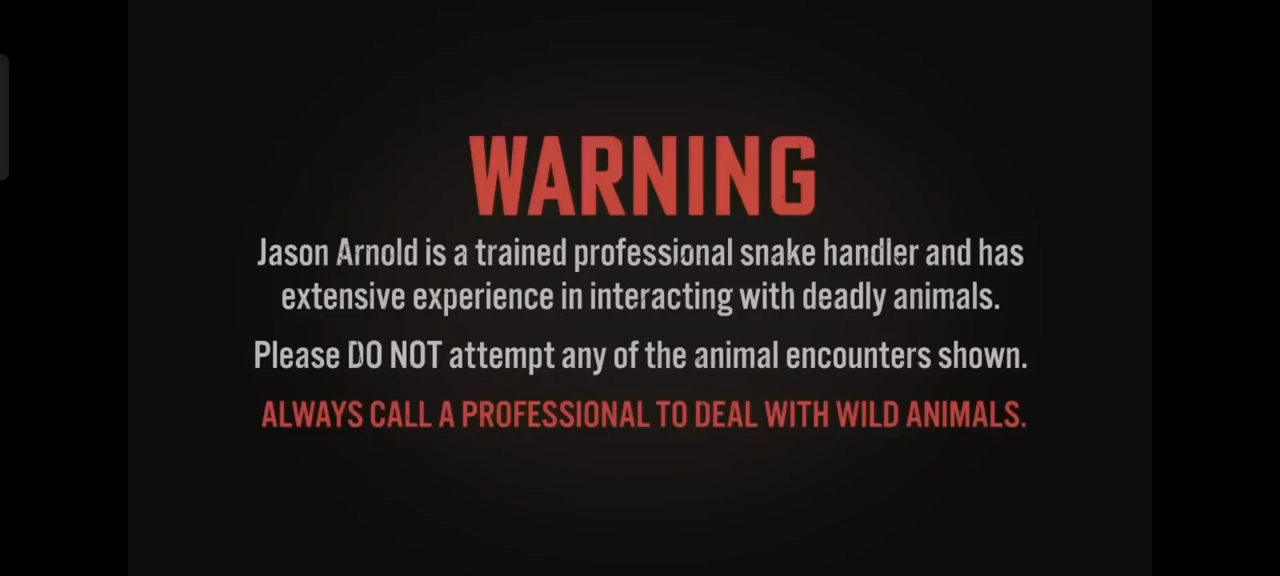 WARNING
Jason Arnold is a trained professional snake handler and has
extensive experience in interacting with deadly animals.
Please DO NOT attempt any of the animal encounters shown.
ALWAYS CALL A PROFESSIONAL TO DEAL WITH WILD ANIMALS.